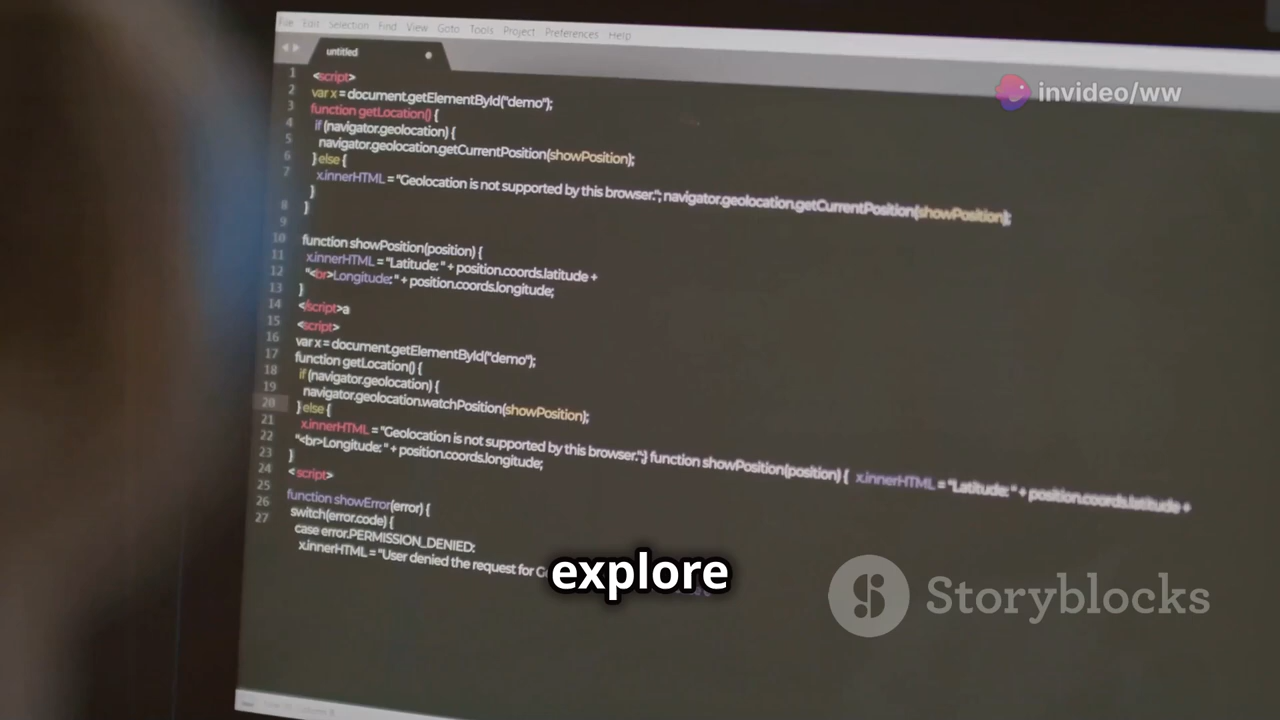 File Edit Selection Find View Goto Tools Project Preferences Help
untitled
invideo/ww
1 <script>
2 var x = document.getElementById("demo");
3 function getLocation() {
4 if (navigator.geolocation) {
5 navigator.geolocation.getCurrentPosition(showPosition);
6 } else {
7 x.innerHTML = "Geolocation is not supported by this browser."; navigator.geolocation.getCurrentPosition(showPosition);
}
8 }
9
10 function showPosition(position) {
11 x.innerHTML = "Latitude: " + position.coords.latitude +
12 "<br>Longitude: " + position.coords.longitude;
13 }
14 </script>a
15 <script>
16 var x = document.getElementById("demo");
17 function getLocation() {
18 if (navigator.geolocation) {
19 navigator.geolocation.watchPosition(showPosition);
20 } else {
21 x.innerHTML = "Geolocation is not supported by this browser.";} function showPosition(position) { x.innerHTML = "Latitude: " + position.coords.latitude +
22 "<br>Longitude: " + position.coords.longitude;
23 }
24 < script>
25 function showError(error) {
26 switch(error.code) {
27 case error.PERMISSION_DENIED:
x.innerHTML = "User denied the request for
explore
Storyblocks